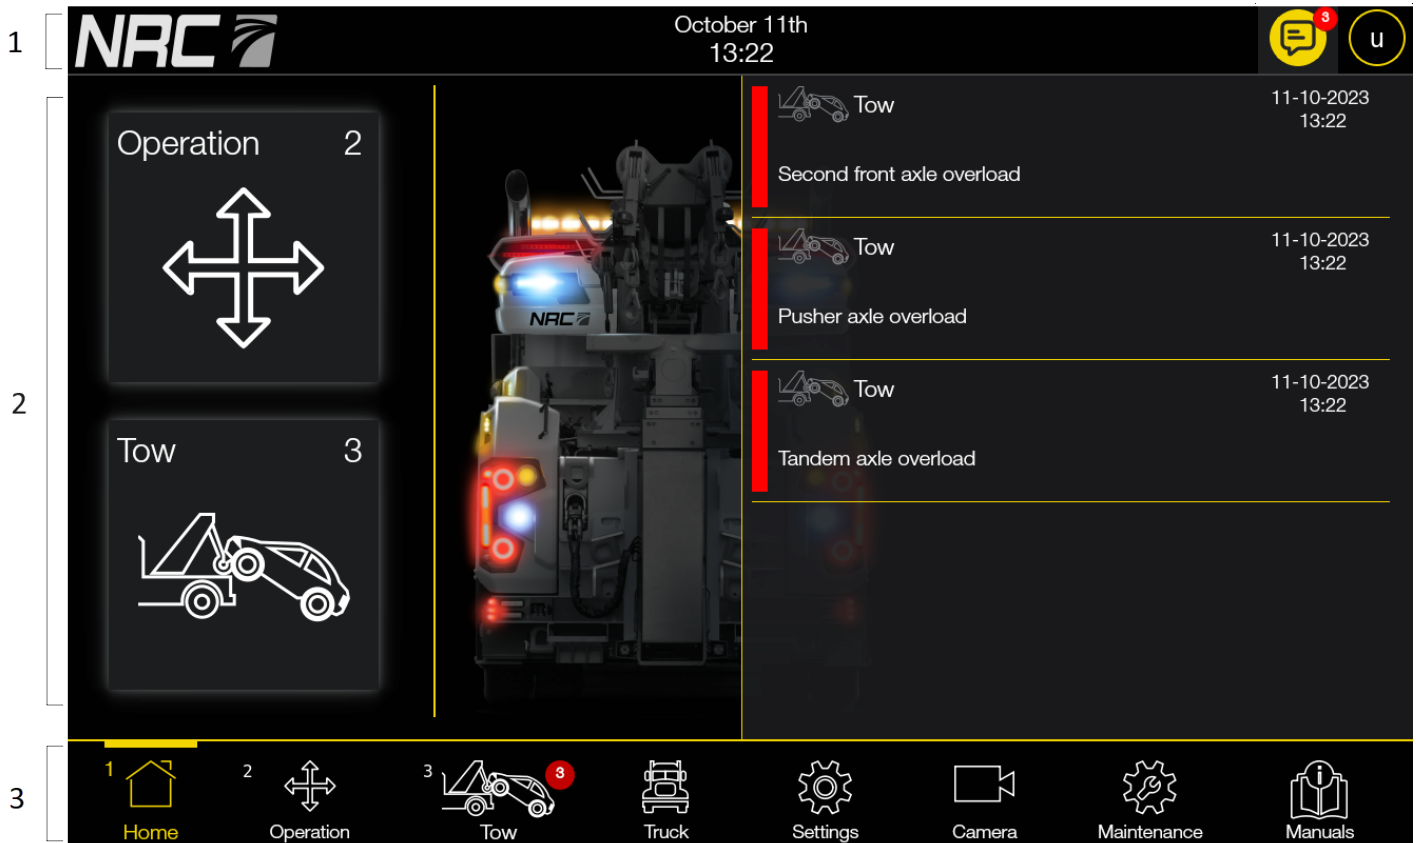 1
NRC
October 11th
13:22
3
u
2
Operation 2
Tow 3
NRC
Tow
11-10-2023
13:22
Second front axle overload
Tow
11-10-2023
13:22
Pusher axle overload
Tow
11-10-2023
13:22
Tandem axle overload
3
1
Home
2
Operation
3
3
Tow
Truck
Settings
Camera
Maintenance
i
Manuals